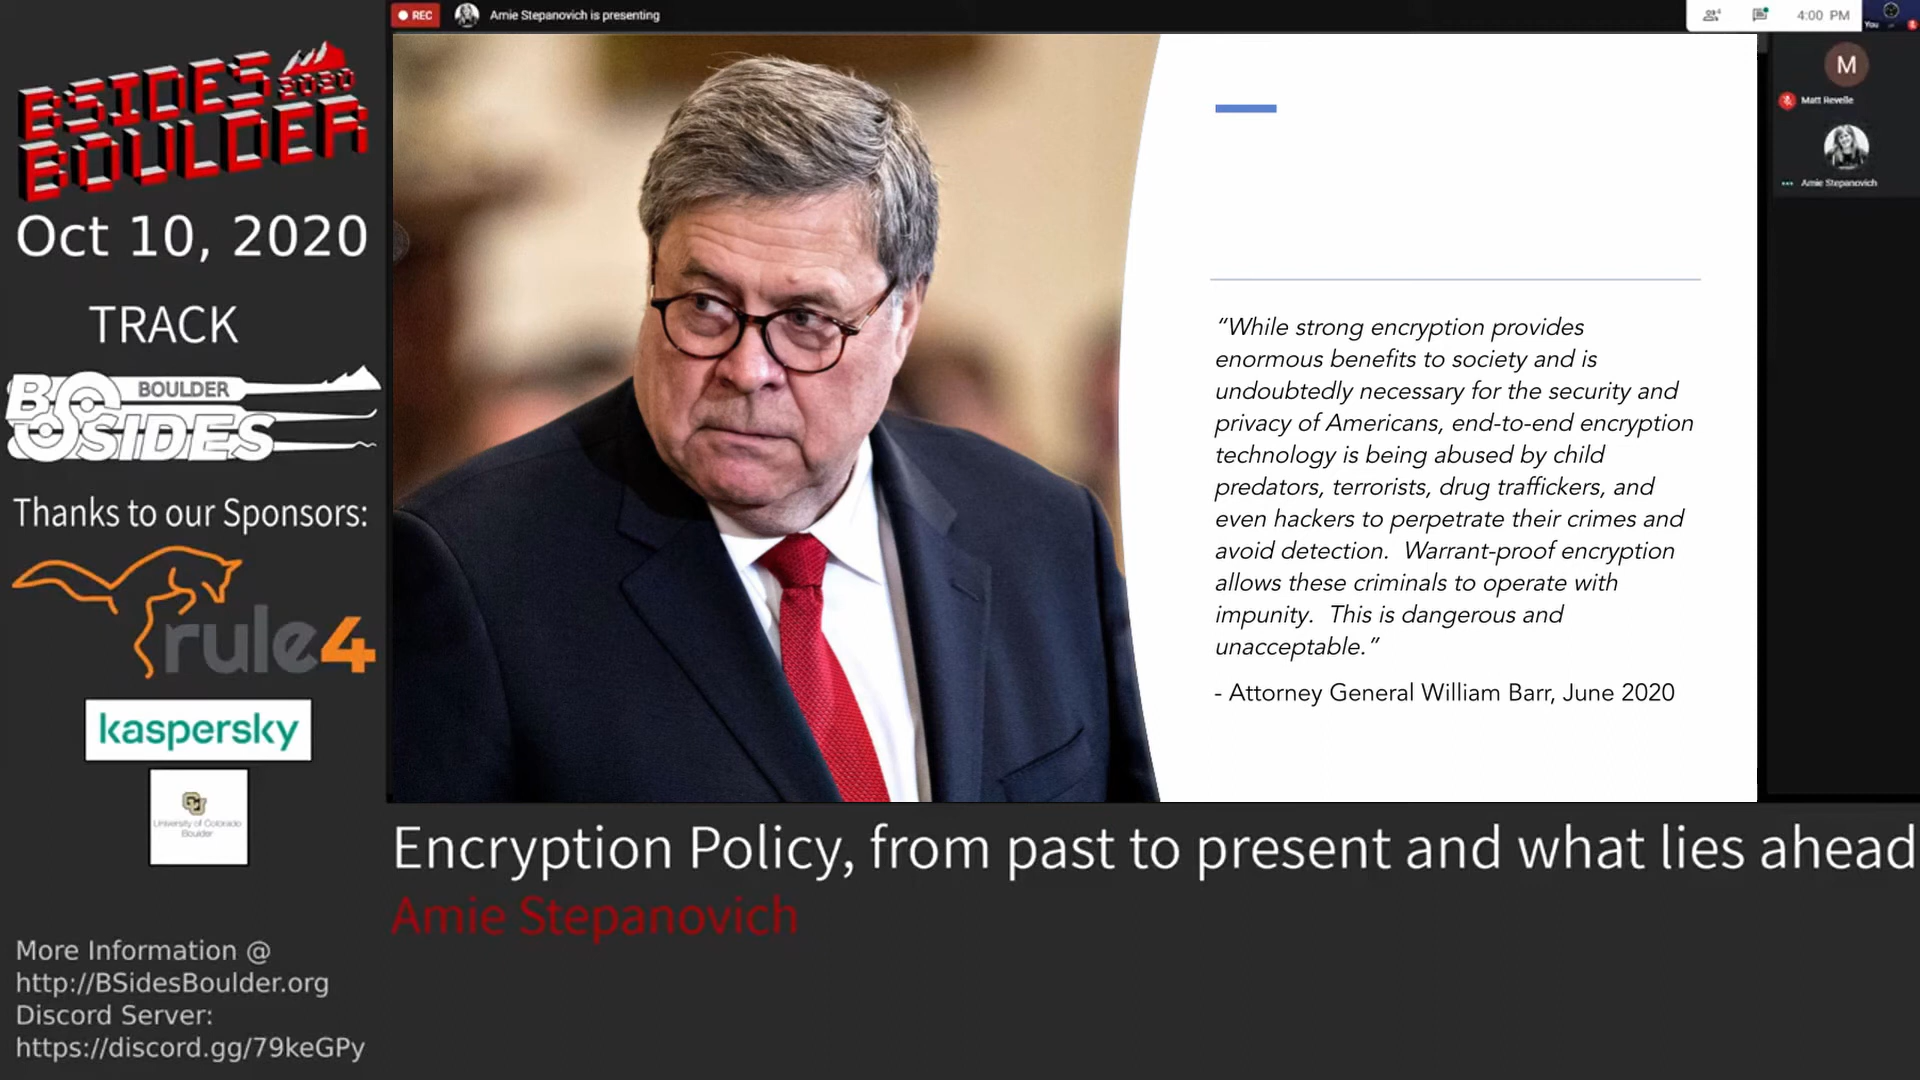 REC
Amie Stepanovich is presenting
4:00 PM
You
M
Matt Revelle
Amie Stepanovich
BSIDES
2020
BOULDER
Oct 10, 2020
TRACK
BOULDER
BSIDES
Thanks to our Sponsors:
rule4
kaspersky
CU
University of Colorado
Boulder
“While strong encryption provides
enormous benefits to society and is
undoubtedly necessary for the security and
privacy of Americans, end-to-end encryption
technology is being abused by child
predators, terrorists, drug traffickers, and
even hackers to perpetrate their crimes and
avoid detection.  Warrant-proof encryption
allows these criminals to operate with
impunity.  This is dangerous and
unacceptable.”
- Attorney General William Barr, June 2020
Encryption Policy, from past to present and what lies ahead
Amie Stepanovich
More Information @
http://BSidesBoulder.org
Discord Server:
https://discord.gg/79keGPy